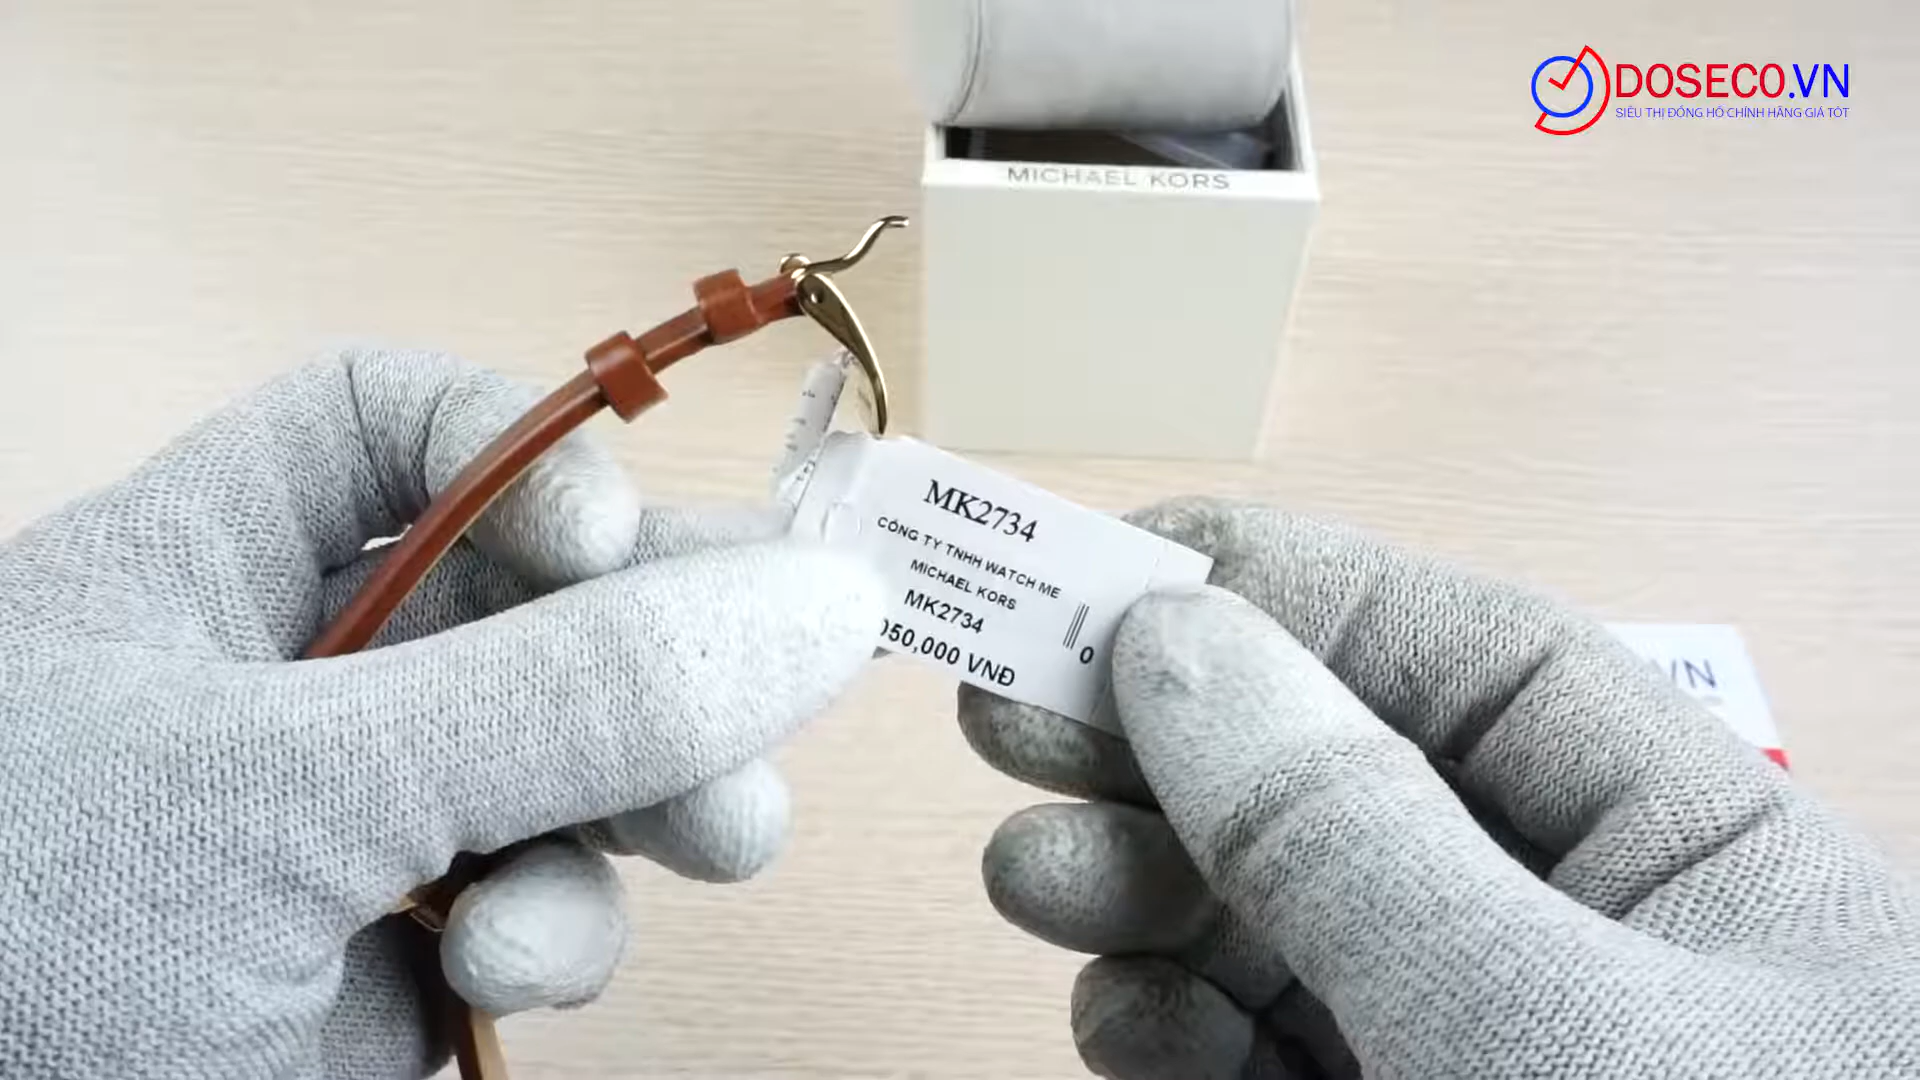 DOSECO.VN
SIÊU THỊ ĐỒNG HỒ CHÍNH HÃNG GIÁ TỐT
MICHAEL KORS
MK2734
CÔNG TY TNHH WATCH ME
MICHAEL KORS
MK2734
050,000 VNĐ
0
VN